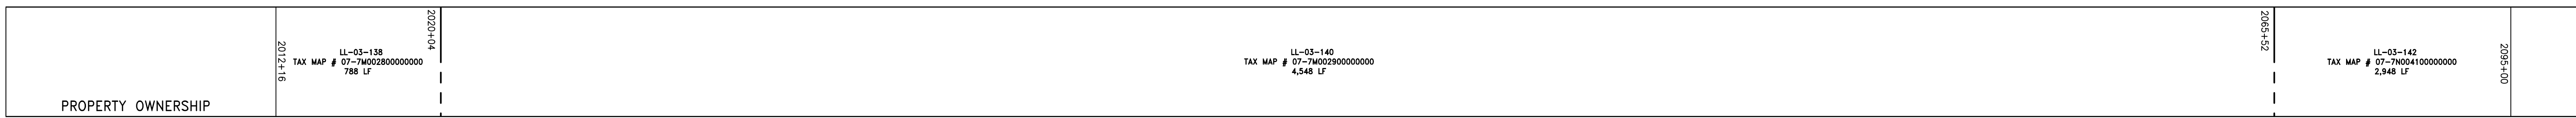 PROPERTY OWNERSHIP
2012+16
LL-03-138
TAX MAP # 07-7M002800000000
788 LF
2020+04
LL-03-140
TAX MAP # 07-7M002900000000
4,548 LF
2065+52
LL-03-142
TAX MAP # 07-7N004100000000
2,948 LF
2095+00